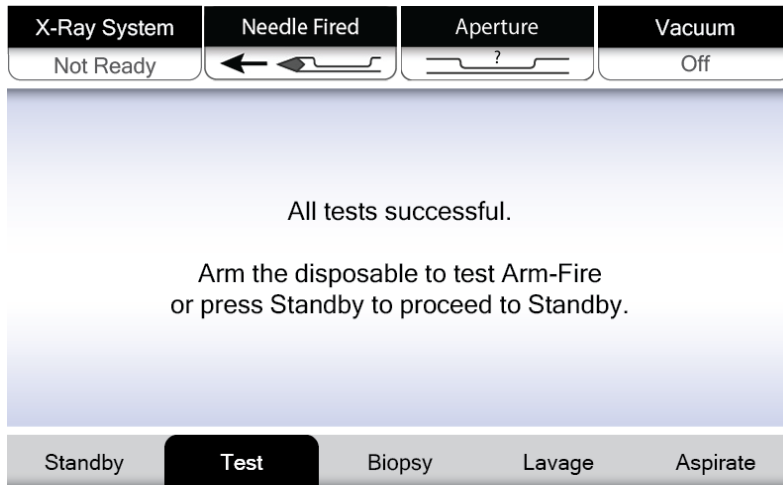 X-Ray System Needle Fired Aperture Vacuum
Not Ready ? Off
All tests successful.
Arm the disposable to test Arm-Fire
or press Standby to proceed to Standby.
Standby Test Biopsy Lavage Aspirate